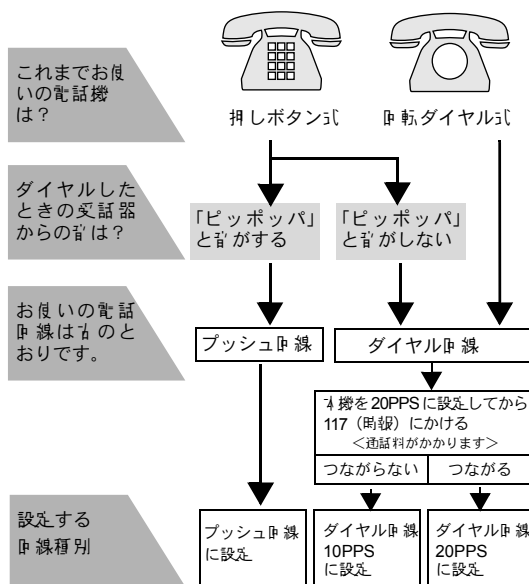 これまでお使
いの電話機
は？
押しボタン式
回転ダイヤル式
ダイヤルした
ときの受話器
からの音は？
「ピッポッパ」
と音がする
「ピッポッパ」
と音がしない
お使いの電話
回線は右のと
おりです。
プッシュ回線
ダイヤル回線
本機を20PPSに設定してから
117（時報）にかける
＜通話料がかかります＞
つながらない
つながる
設定する
回線種別
プッシュ回線
に設定
ダイヤル回線
10PPS
に設定
ダイヤル回線
20PPS
に設定